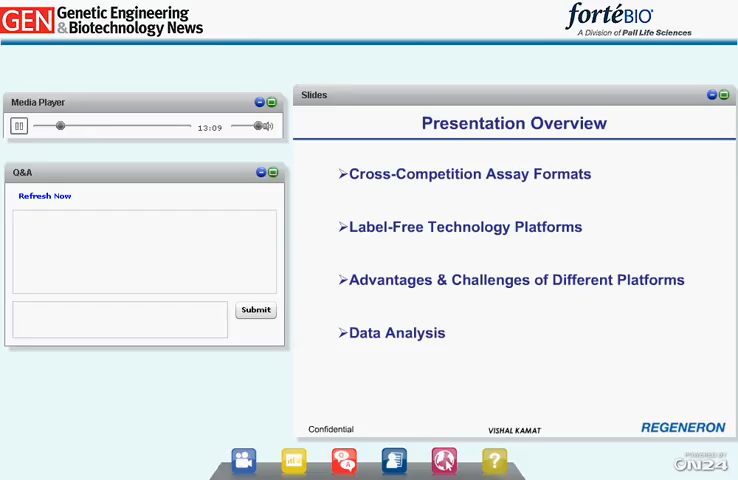 GEN Genetic Engineering
& Biotechnology News
fortéBIO®
A Division of Pall Life Sciences
Media Player
13:09
Q&A
Refresh Now
Submit
Slides
Presentation Overview
➢Cross-Competition Assay Formats
➢Label-Free Technology Platforms
➢Advantages & Challenges of Different Platforms
➢Data Analysis
Confidential
VISHAL KAMAT
REGENERON
Q
A
?
POWERED BY
ON24